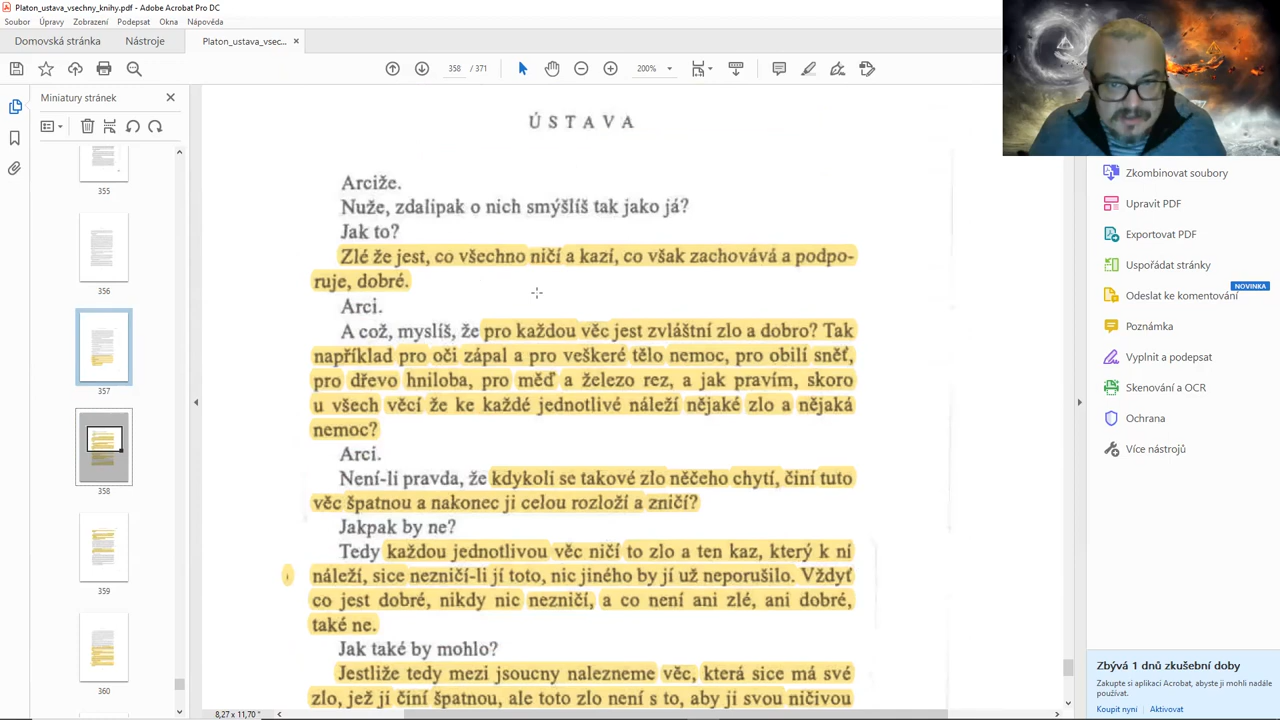 Platon_ustava_vsechny_knihy.pdf - Adobe Acrobat Pro DC
Soubor Úpravy Zobrazení Podepsat Okna Nápověda
Domovská stránka Nástroje Platon_ustava_vsec...
358 / 371 200%
Miniatury stránek
355
356
357
358
359
360
ÚSTAVA
Arciže.
Nuže, zdalipak o nich smýšlíš tak jako já?
Jak to?
Zlé že jest, co všechno ničí a kazí, co však zachovává a podpo-
ruje, dobré.
Arci.
A což, myslíš, že pro každou věc jest zvláštní zlo a dobro? Tak
například pro oči zápal a pro veškeré tělo nemoc, pro obilí sněť,
pro dřevo hniloba, pro měď a železo rez, a jak pravím, skoro
u všech věcí že ke každé jednotlivé náleží nějaké zlo a nějaká
nemoc?
Arci.
Není-li pravda, že kdykoli se takové zlo něčeho chytí, činí tuto
věc špatnou a nakonec ji celou rozloží a zničí?
Jakpak by ne?
Tedy každou jednotlivou věc ničí to zlo a ten kaz, který k ní
náleží, sice nezničí-li jí toto, nic jiného by jí už neporušilo. Vždyť
co jest dobré, nikdy nic nezničí, a co není ani zlé, ani dobré,
také ne.
Jak také by mohlo?
Jestliže tedy mezi jsoucny nalezneme věc, která sice má své
zlo, jež ji činí špatnou, ale toto zlo není s to, aby ji svou ničivou
8,27 x 11,70"
Zkombinovat soubory
Upravit PDF
Exportovat PDF
Uspořádat stránky
NOVINKA
Odeslat ke komentování
Poznámka
Vyplnit a podepsat
Skenování a OCR
Ochrana
Více nástrojů
Zbývá 1 dnů zkušební doby
Zakupte si aplikaci Acrobat, abyste ji mohli nadále
používat.
Koupit nyní Aktivovat